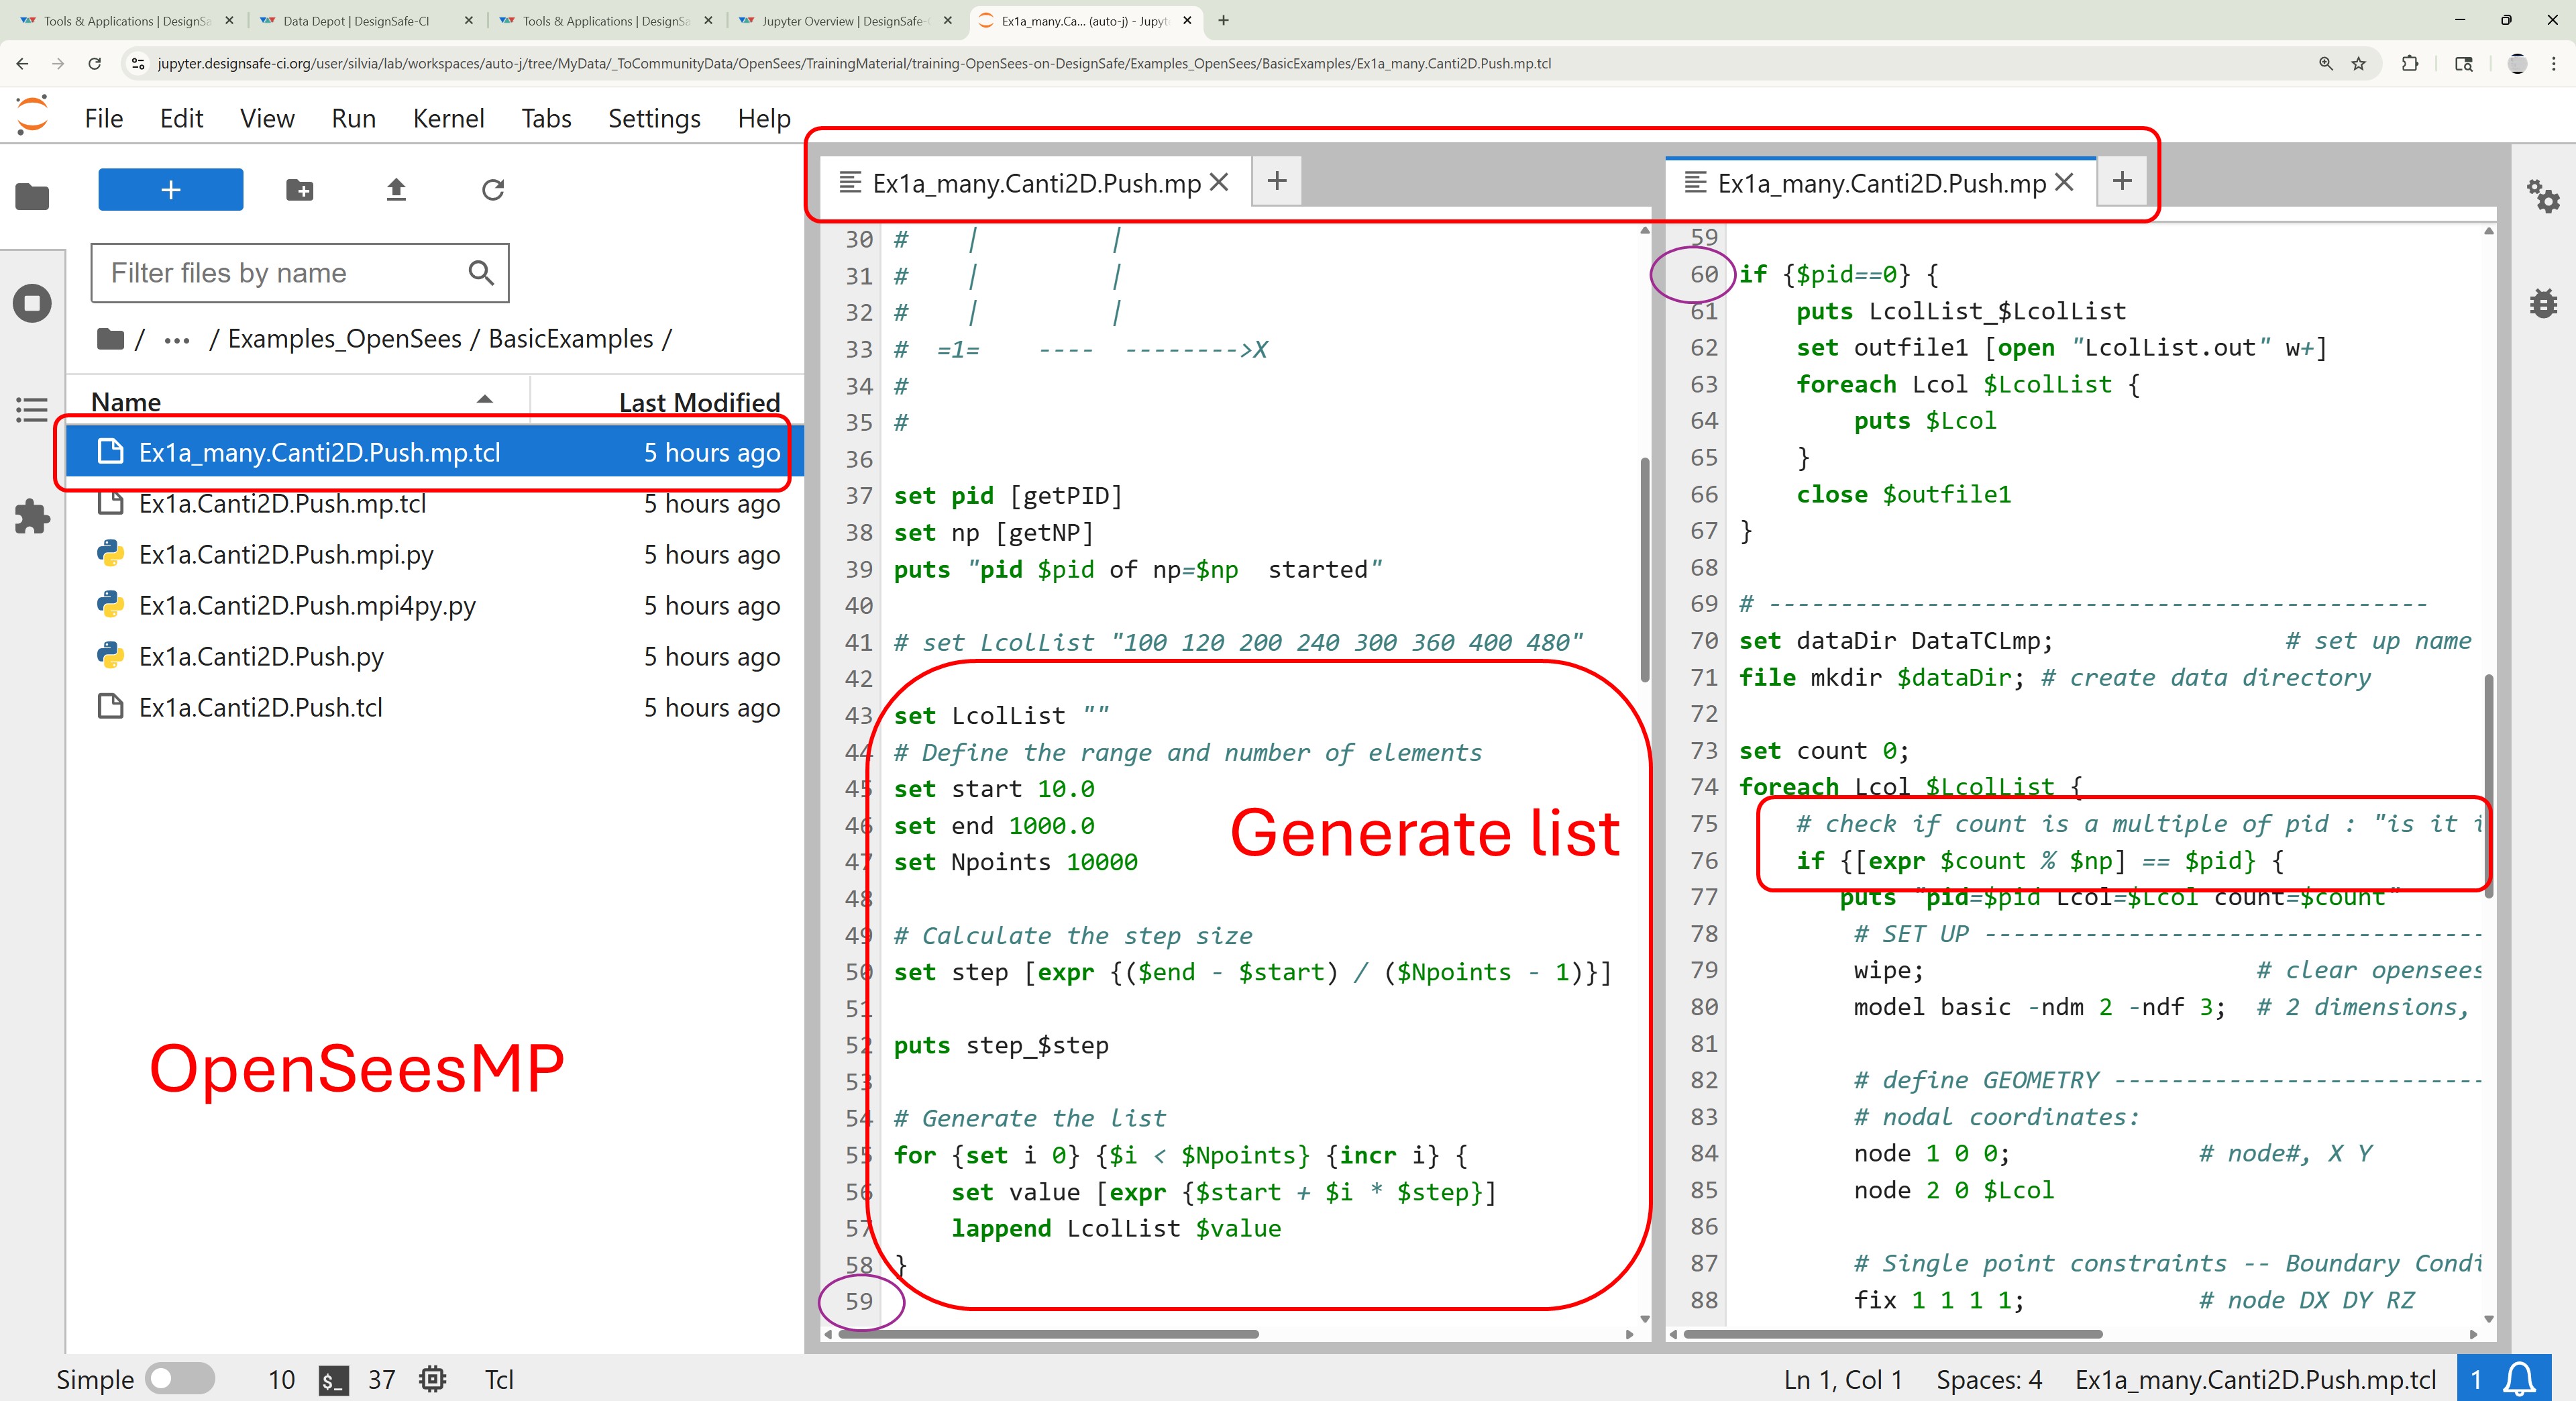 Tools & Applications | DesignSa
Data Depot | DesignSafe-CI
Tools & Applications | DesignSa
Jupyter Overview | DesignSafe-
Ex1a_many.Ca... (auto-j) - Jupyt
jupyter.designsafe-ci.org/user/silvia/lab/workspaces/auto-j/tree/MyData/_ToCommunityData/OpenSees/TrainingMaterial/training-OpenSees-on-DesignSafe/Examples_OpenSees/BasicExamples/Ex1a_many.Canti2D.Push.mp.tcl
File Edit View Run Kernel Tabs Settings Help
Filter files by name
/ ... / Examples_OpenSees / BasicExamples /
Name Last Modified
Ex1a_many.Canti2D.Push.mp.tcl 5 hours ago
Ex1a.Canti2D.Push.mp.tcl 5 hours ago
Ex1a.Canti2D.Push.mpi.py 5 hours ago
Ex1a.Canti2D.Push.mpi4py.py 5 hours ago
Ex1a.Canti2D.Push.py 5 hours ago
Ex1a.Canti2D.Push.tcl 5 hours ago
OpenSeesMP
Ex1a_many.Canti2D.Push.mp
30 # | |
31 # | |
32 # | |
33 # =1= ---- -------->X
34 #
35 #
36
37 set pid [getPID]
38 set np [getNP]
39 puts "pid $pid of np=$np started"
40
41 # set LcolList "100 120 200 240 300 360 400 480"
42
43 set LcolList ""
44 # Define the range and number of elements
45 set start 10.0
46 set end 1000.0
47 set Npoints 10000
48
49 # Calculate the step size
50 set step [expr {($end - $start) / ($Npoints - 1)}]
51
52 puts step_$step
53
54 # Generate the list
55 for {set i 0} {$i < $Npoints} {incr i} {
56 set value [expr {$start + $i * $step}]
57 lappend LcolList $value
58 }
59
Generate list
Ex1a_many.Canti2D.Push.mp
59
60 if {$pid==0} {
61 puts LcolList_$LcolList
62 set outfile1 [open "LcolList.out" w+]
63 foreach Lcol $LcolList {
64 puts $Lcol
65 }
66 close $outfile1
67 }
68
69 # ----------------------------------------------
70 set dataDir DataTCLmp; # set up name
71 file mkdir $dataDir; # create data directory
72
73 set count 0;
74 foreach Lcol $LcolList {
75 # check if count is a multiple of pid : "is it i
76 if {[expr $count % $np] == $pid} {
77 puts "pid=$pid Lcol=$Lcol count=$count"
78 # SET UP -----------------------------------
79 wipe; # clear opensees
80 model basic -ndm 2 -ndf 3; # 2 dimensions,
81
82 # define GEOMETRY --------------------------
83 # nodal coordinates:
84 node 1 0 0; # node#, X Y
85 node 2 0 $Lcol
86
87 # Single point constraints -- Boundary Condi
88 fix 1 1 1 1; # node DX DY RZ
Simple 10 $_ 37 Tcl Ln 1, Col 1 Spaces: 4 Ex1a_many.Canti2D.Push.mp.tcl 1